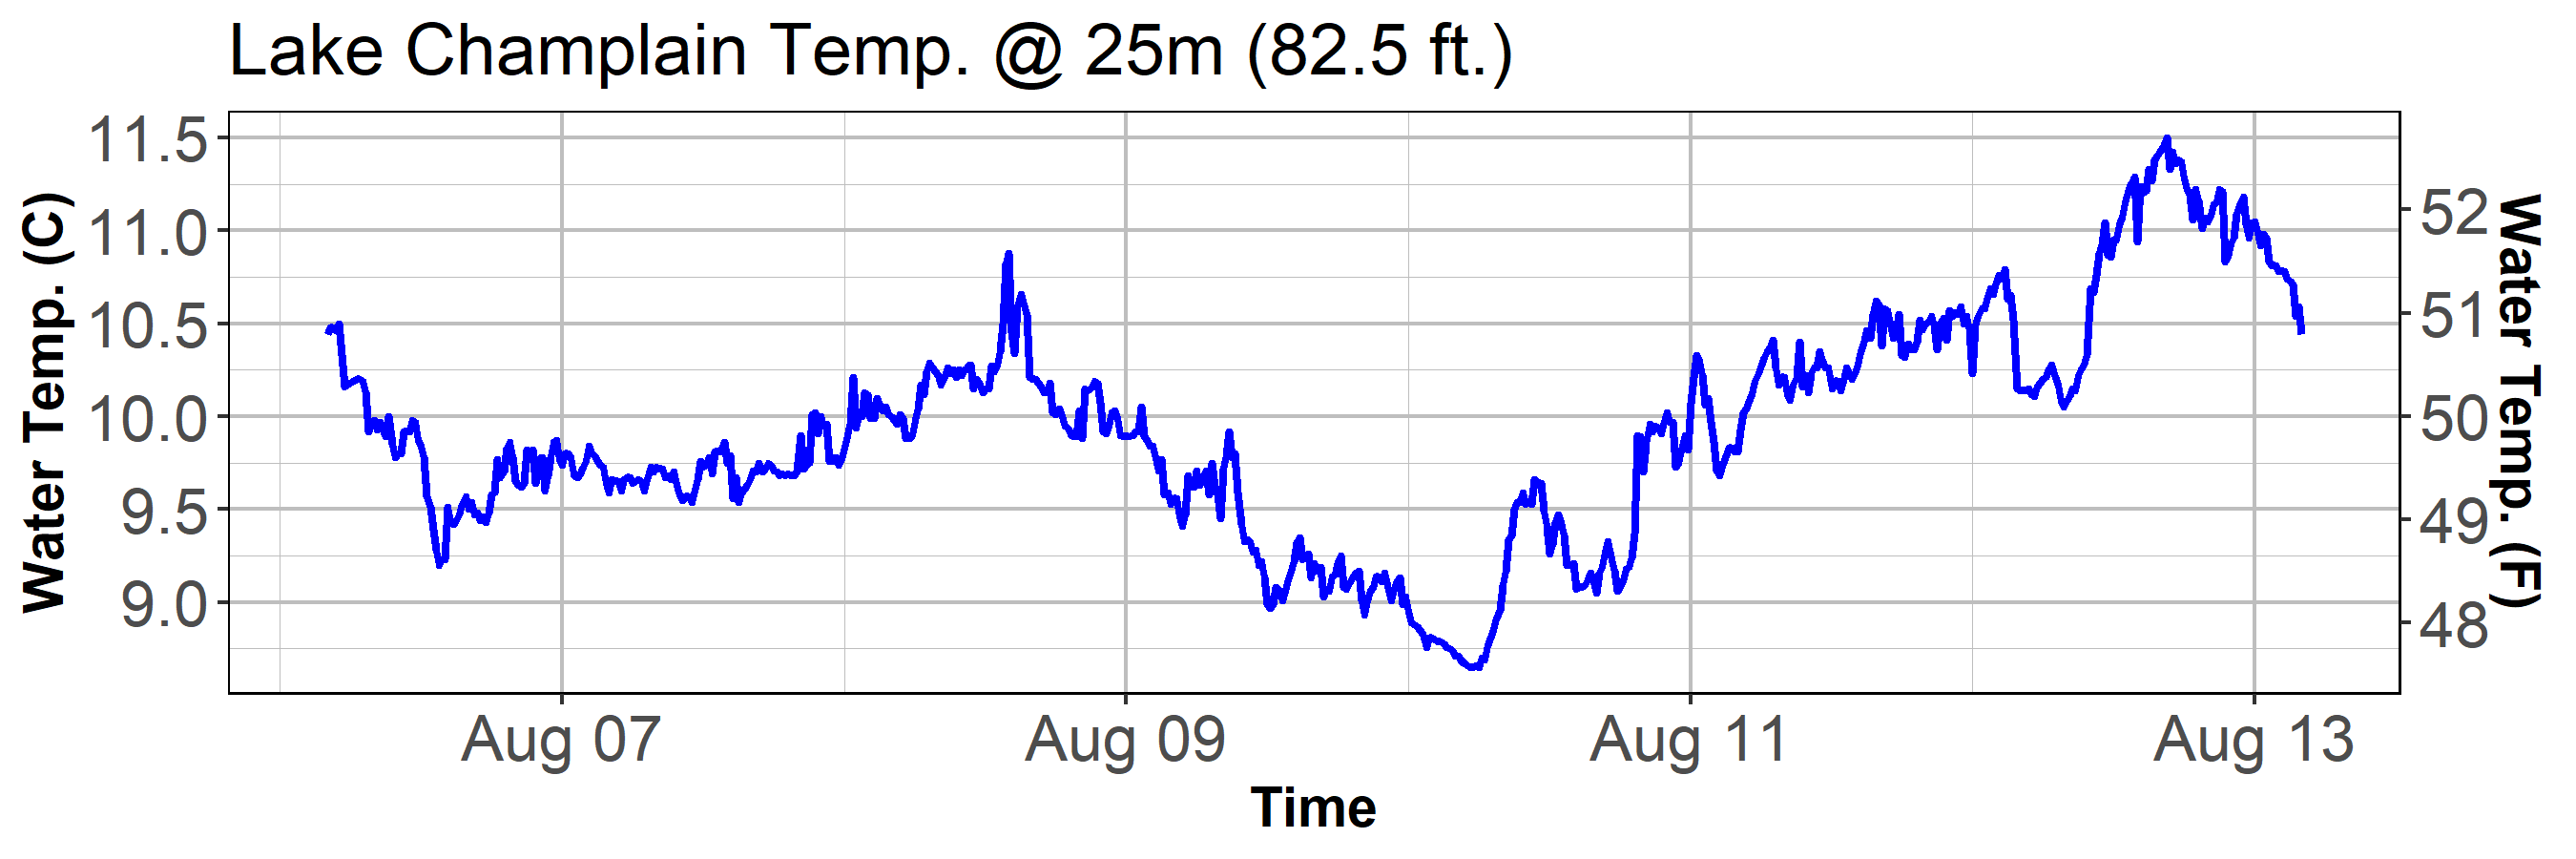 Lake Champlain Temp. @ 25m (82.5 ft.)
Water Temp. (C)
11.5
11.0
10.5
10.0
9.5
9.0
52
51
50
49
48
Water Temp. (F)
Aug 07 Aug 09 Aug 11 Aug 13
Time